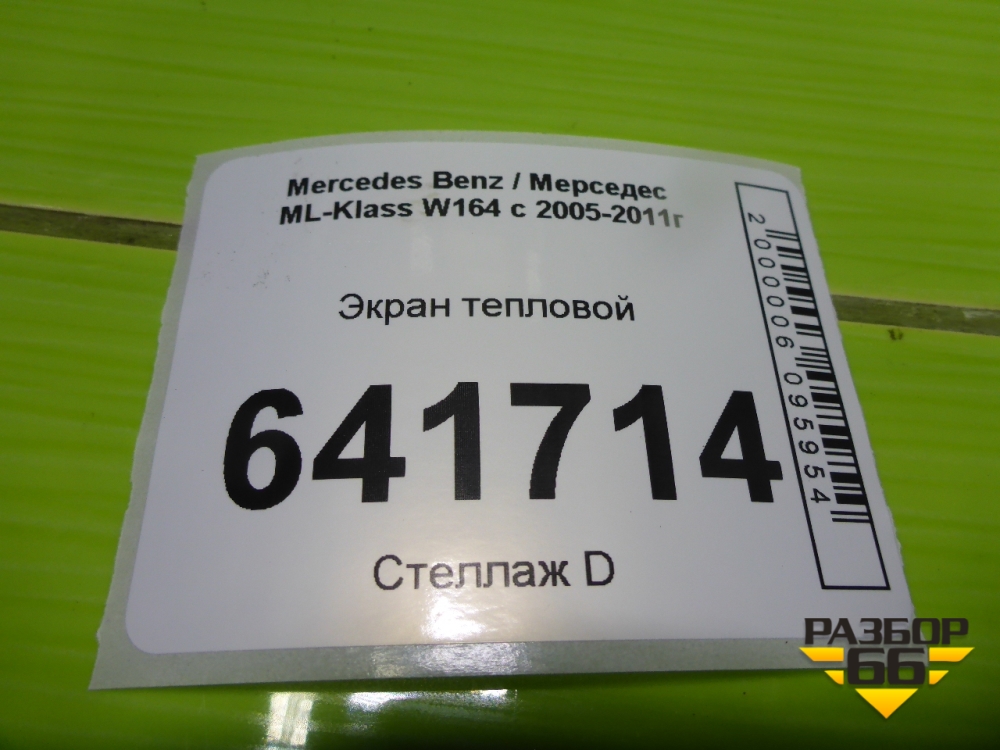 Mercedes Benz / Мерседес
ML-Klass W164 с 2005-2011г
Экран тепловой
641714
Стеллаж D
2000006095954
РАЗБОР
66